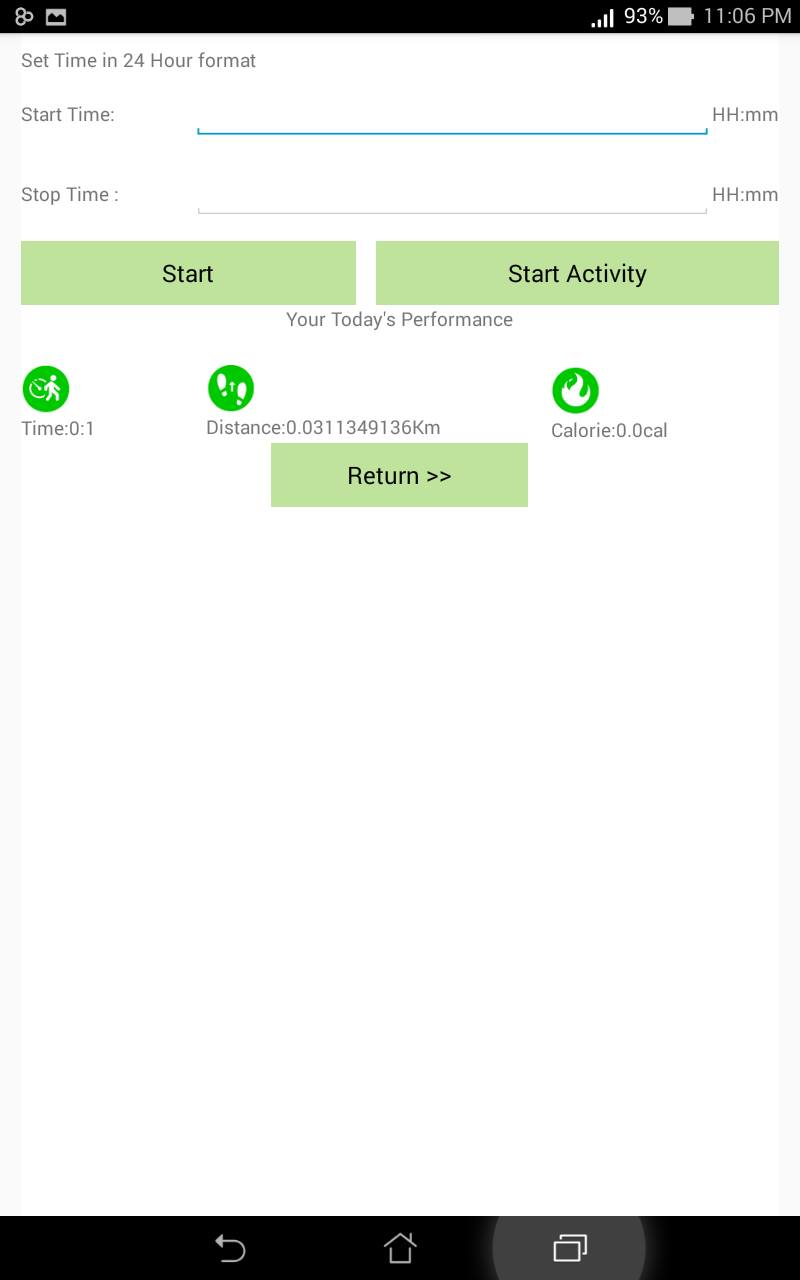 93% 11:06 PM
Set Time in 24 Hour format
Start Time: HH:mm
Stop Time : HH:mm
Start Start Activity
Your Today's Performance
Time:0:1 Distance:0.0311349136Km Calorie:0.0cal
Return >>